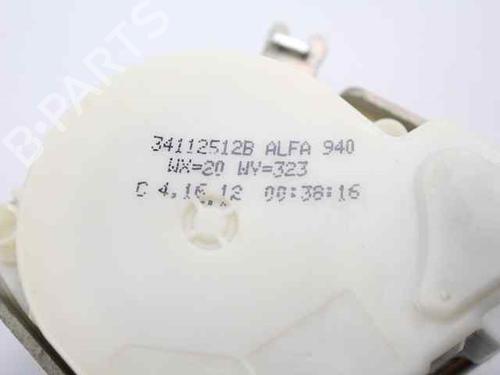 B-PARTS
34112512B ALFA 940
WX=20 WY=323
C 4,16,12 00:38:16